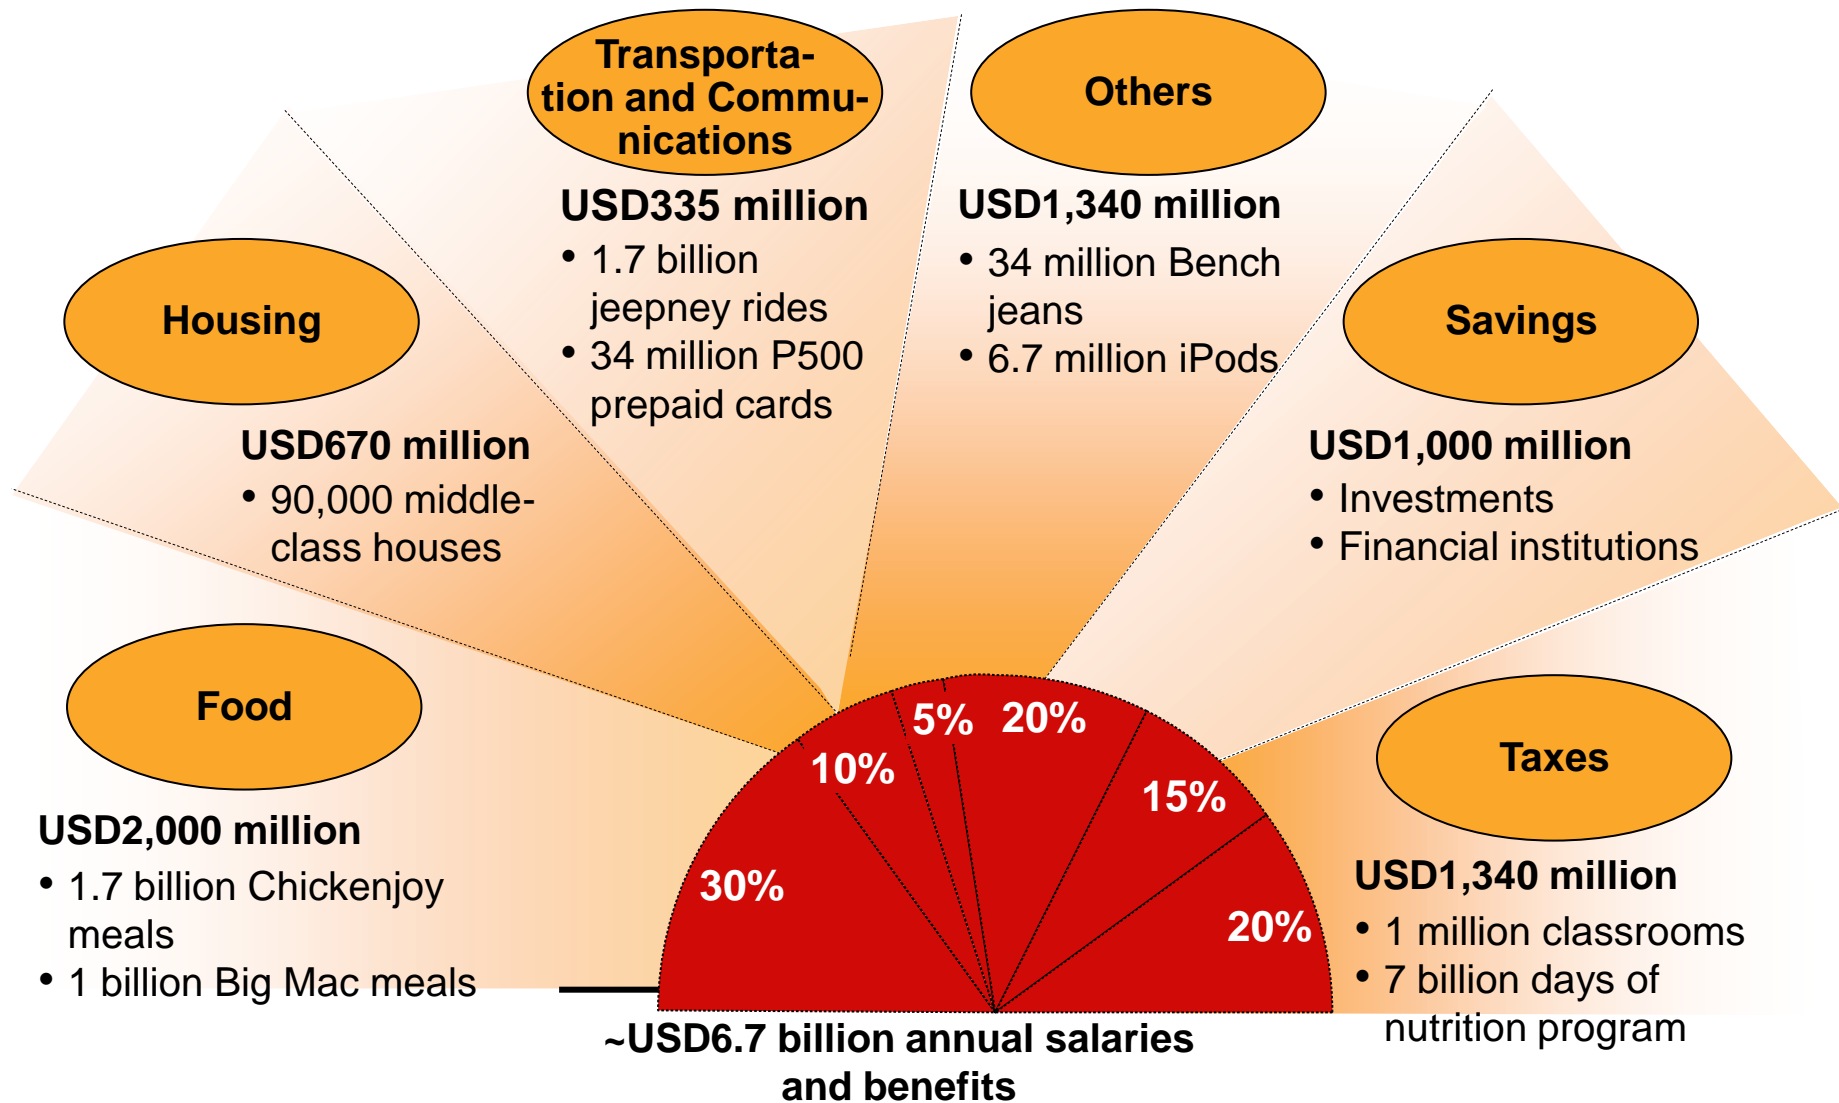 Transporta-
tion and Commu-
nications
USD335 million
• 1.7 billion
jeepney rides
• 34 million P500
prepaid cards
Others
USD1,340 million
• 34 million Bench
jeans
• 6.7 million iPods
Housing
USD670 million
• 90,000 middle-
class houses
Savings
USD1,000 million
• Investments
• Financial institutions
Food
USD2,000 million
• 1.7 billion Chickenjoy
meals
• 1 billion Big Mac meals
Taxes
USD1,340 million
• 1 million classrooms
• 7 billion days of
nutrition program
30%
10%
5%
20%
15%
20%
~USD6.7 billion annual salaries
and benefits